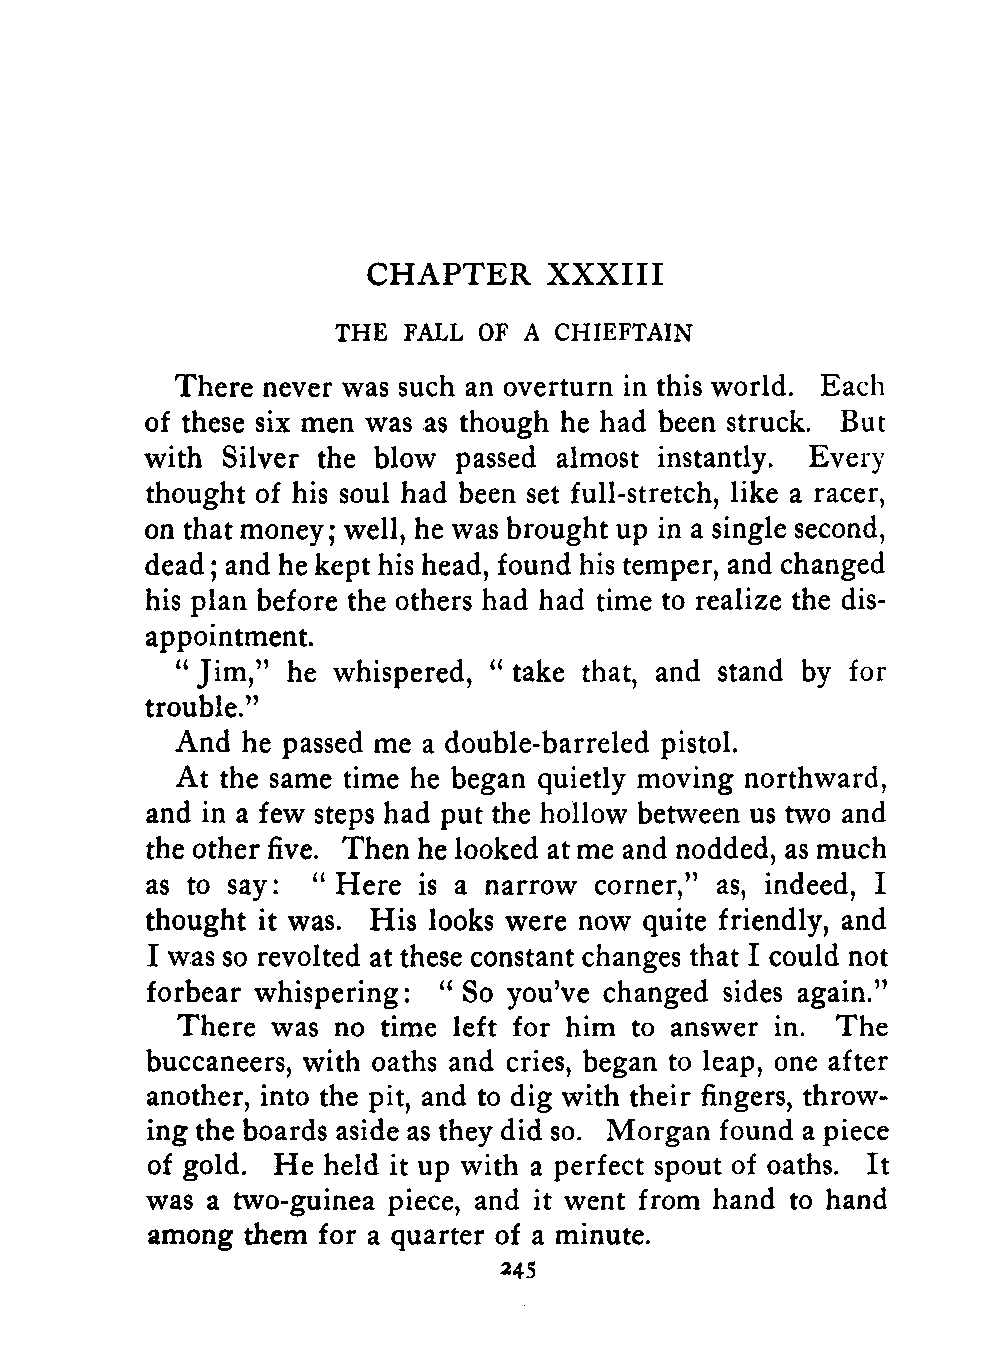 CHAPTER XXXIII
THE FALL OF A CHIEFTAIN
There never was such an overturn in this world. Each
of these six men was as though he had been struck. But
with Silver the blow passed almost instantly. Every
thought of his soul had been set full-stretch, like a racer,
on that money; well, he was brought up in a single second,
dead; and he kept his head, found his temper, and changed
his plan before the others had had time to realize the dis-
appointment.
"Jim," he whispered, "take that, and stand by for
trouble."
And he passed me a double-barreled pistol.
At the same time he began quietly moving northward,
and in a few steps had put the hollow between us two and
the other five. Then he looked at me and nodded, as much
as to say: "Here is a narrow corner," as, indeed, I
thought it was. His looks were now quite friendly, and
I was so revolted at these constant changes that I could not
forbear whispering: "So you've changed sides again."
There was no time left for him to answer in. The
buccaneers, with oaths and cries, began to leap, one after
another, into the pit, and to dig with their fingers, throw-
ing the boards aside as they did so. Morgan found a piece
of gold. He held it up with a perfect spout of oaths. It
was a two-guinea piece, and it went from hand to hand
among them for a quarter of a minute.
245